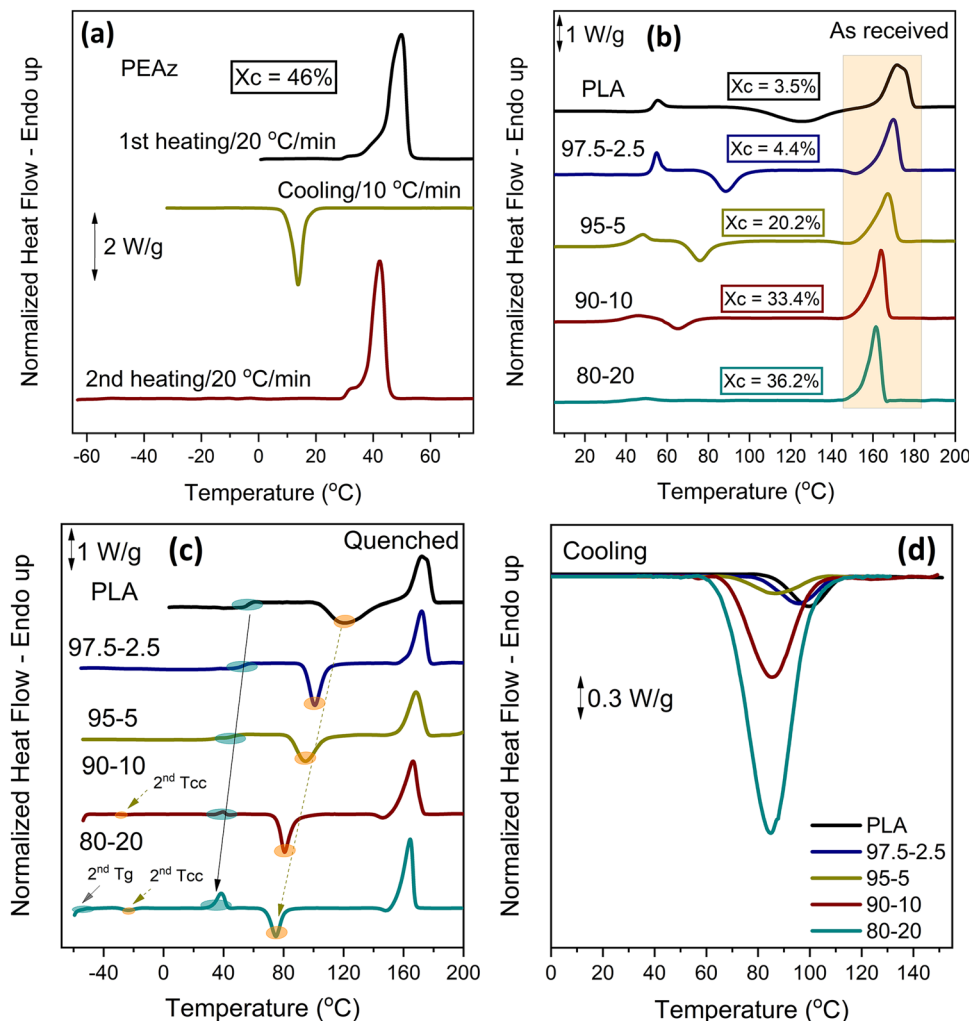 (a)
PEAz
Xc = 46%
1st heating/20 °C/min
Cooling/10 °C/min
2 W/g
2nd heating/20 °C/min
Normalized Heat Flow - Endo up
-60 -40 -20 0 20 40 60
Temperature (°C)
1 W/g
(b)
As received
PLA
Xc = 3.5%
97.5-2.5
Xc = 4.4%
95-5
Xc = 20.2%
90-10
Xc = 33.4%
80-20
Xc = 36.2%
Normalized Heat Flow - Endo up
20 40 60 80 100 120 140 160 180 200
Temperature (°C)
1 W/g
(c)
Quenched
PLA
97.5-2.5
95-5
90-10
2nd Tcc
80-20
2nd Tg
2nd Tcc
Normalized Heat Flow - Endo up
-40 0 40 80 120 160 200
Temperature (°C)
Cooling
(d)
0.3 W/g
PLA
97.5-2.5
95-5
90-10
80-20
Normalized Heat Flow - Endo up
0 20 40 60 80 100 120 140
Temperature (°C)